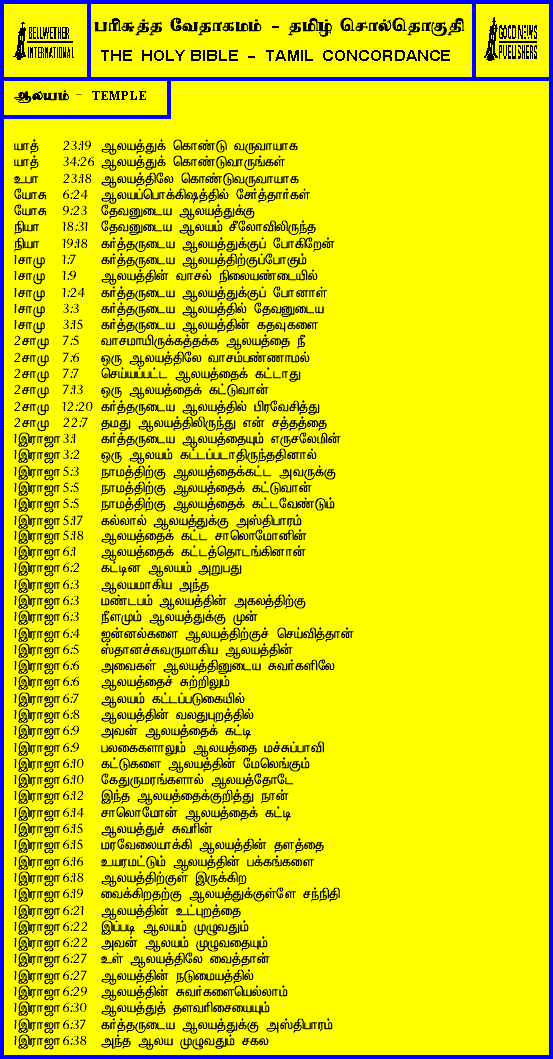 BELLWETHER
INTERNATIONAL
பரிசுத்த வேதாகமம் - தமிழ் சொல்தொகுதி
THE HOLY BIBLE - TAMIL CONCORDANCE
GOOD NEWS
PUBLISHERS
ஆலயம் - TEMPLE
யாத் 23:19 ஆலயத்துக் கொண்டு வருவாயாக
யாத் 34:26 ஆலயத்துக் கொண்டுவாருங்கள்
உபா 23:18 ஆலயத்திலே கொண்டுவருவாயாக
யோசு 6:24 ஆலயப்பொக்கிஷத்தில் சேர்த்தார்கள்
யோசு 9:23 தேவனுடைய ஆலயத்துக்கு
நியா 18:31 தேவனுடைய ஆலயம் சீலோவிலிருந்த
நியா 19:18 கர்த்தருடைய ஆலயத்துக்குப் போகிறேன்
1சாமு 1:7 கர்த்தருடைய ஆலயத்திற்குப்போகும்
1சாமு 1:9 ஆலயத்தின் வாசல் நிலையண்டையில்
1சாமு 1:24 கர்த்தருடைய ஆலயத்துக்குப் போனாள்
1சாமு 3:3 கர்த்தருடைய ஆலயத்தில் தேவனுடைய
1சாமு 3:15 கர்த்தருடைய ஆலயத்தின் கதவுகளை
2சாமு 7:5 வாசமாயிருக்கத்தக்க ஆலயத்தை நீ
2சாமு 7:6 ஒரு ஆலயத்திலே வாசம்பண்ணாமல்
2சாமு 7:7 செய்யப்பட்ட ஆலயத்தைக் கட்டாது
2சாமு 7:13 ஒரு ஆலயத்தைக் கட்டுவான்
2சாமு 12:20 கர்த்தருடைய ஆலயத்தில் பிரவேசித்து
2சாமு 22:7 தமது ஆலயத்திலிருந்து என் சத்தத்தை
1இராஜா 3:1 கர்த்தருடைய ஆலயத்தையும் எருசலேமின்
1இராஜா 3:2 ஒரு ஆலயம் கட்டப்படாதிருந்ததினால்
1இராஜா 5:3 நாமத்திற்கு ஆலயத்தைக்கட்ட அவருக்கு
1இராஜா 5:5 நாமத்திற்கு ஆலயத்தைக் கட்டுவான்
1இராஜா 5:5 நாமத்திற்கு ஆலயத்தைக் கட்டவேண்டும்
1இராஜா 5:17 கல்லால் ஆலயத்துக்கு அஸ்திபாரம்
1இராஜா 5:18 ஆலயத்தைக் கட்ட சாலொமோனின்
1இராஜா 6:1 ஆலயத்தைக் கட்டத்தொடங்கினான்
1இராஜா 6:2 கட்டின ஆலயம் அறுபது
1இராஜா 6:3 ஆலயமாகிய அந்த
1இராஜா 6:3 மண்டபம் ஆலயத்தின் அகலத்திற்கு
1இராஜா 6:3 நீளமும் ஆலயத்துக்கு முன்
1இராஜா 6:4 ஜன்னல்களை ஆலயத்திற்குச் செய்வித்தான்
1இராஜா 6:5 ஸ்தானச்சுவருமாகிய ஆலயத்தின்
1இராஜா 6:6 அவைகள் ஆலயத்தினுடைய சுவர்களிலே
1இராஜா 6:6 ஆலயத்தைச் சுற்றிலும்
1இராஜா 6:7 ஆலயம் கட்டப்படுகையில்
1இராஜா 6:8 ஆலயத்தின் வலதுபுறத்தில்
1இராஜா 6:9 அவன் ஆலயத்தைக் கட்டி
1இராஜா 6:9 பலகைகளாலும் ஆலயத்தை மச்சுப்பாவி
1இராஜா 6:10 கட்டுகளை ஆலயத்தின் மேலெங்கும்
1இராஜா 6:10 கேதுருமரங்களால் ஆலயத்தோடே
1இராஜா 6:12 இந்த ஆலயத்தைக்குறித்து நான்
1இராஜா 6:14 சாலொமோன் ஆலயத்தைக் கட்டி
1இராஜா 6:15 ஆலயத்துச் சுவரின்
1இராஜா 6:15 மரவேலையாக்கி ஆலயத்தின் தளத்தை
1இராஜா 6:16 உயரமட்டும் ஆலயத்தின் பக்கங்களை
1இராஜா 6:18 ஆலயத்திற்குள் இருக்கிற
1இராஜா 6:19 வைக்கிறதற்கு ஆலயத்துக்குள்ளே சந்நிதி
1இராஜா 6:21 ஆலயத்தின் உட்புறத்தை
1இராஜா 6:22 இப்படி ஆலயம் முழுவதும்
1இராஜா 6:22 அவன் ஆலயம் முழுவதையும்
1இராஜா 6:27 உள் ஆலயத்திலே வைத்தான்
1இராஜா 6:27 ஆலயத்தின் நடுமையத்தில்
1இராஜா 6:29 ஆலயத்தின் சுவர்களையெல்லாம்
1இராஜா 6:30 ஆலயத்துத் தளவரிசையையும்
1இராஜா 6:37 கர்த்தருடைய ஆலயத்துக்கு அஸ்திபாரம்
1இராஜா 6:38 அந்த ஆலய முழுவதும் சகல